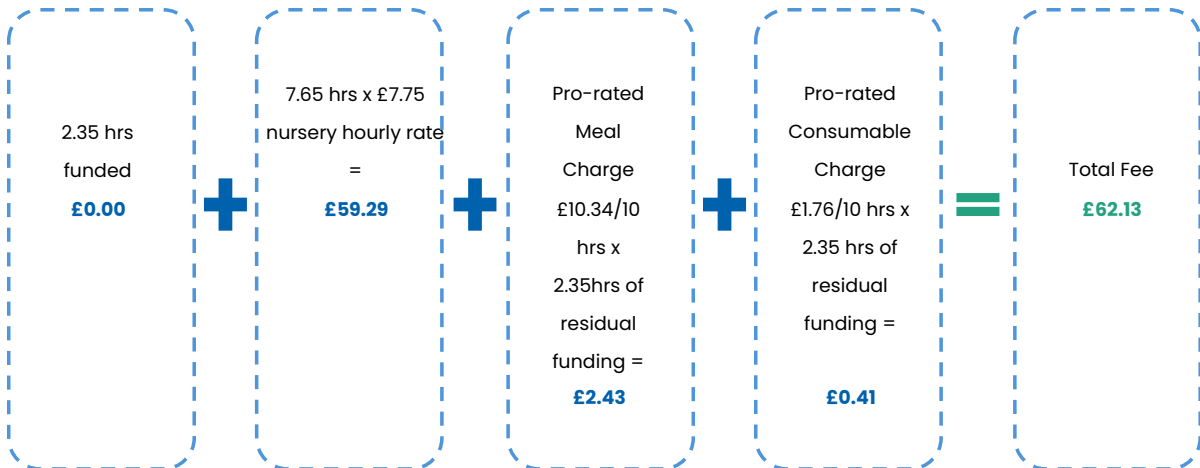 2.35 hrs
funded
£0.00
7.65 hrs x £7.75
nursery hourly rate
=
£59.29
Pro-rated
Meal
Charge
£10.34/10
hrs x
2.35hrs of
residual
funding =
£2.43
Pro-rated
Consumable
Charge
£1.76/10 hrs x
2.35 hrs of
residual
funding =
£0.41
Total Fee
£62.13